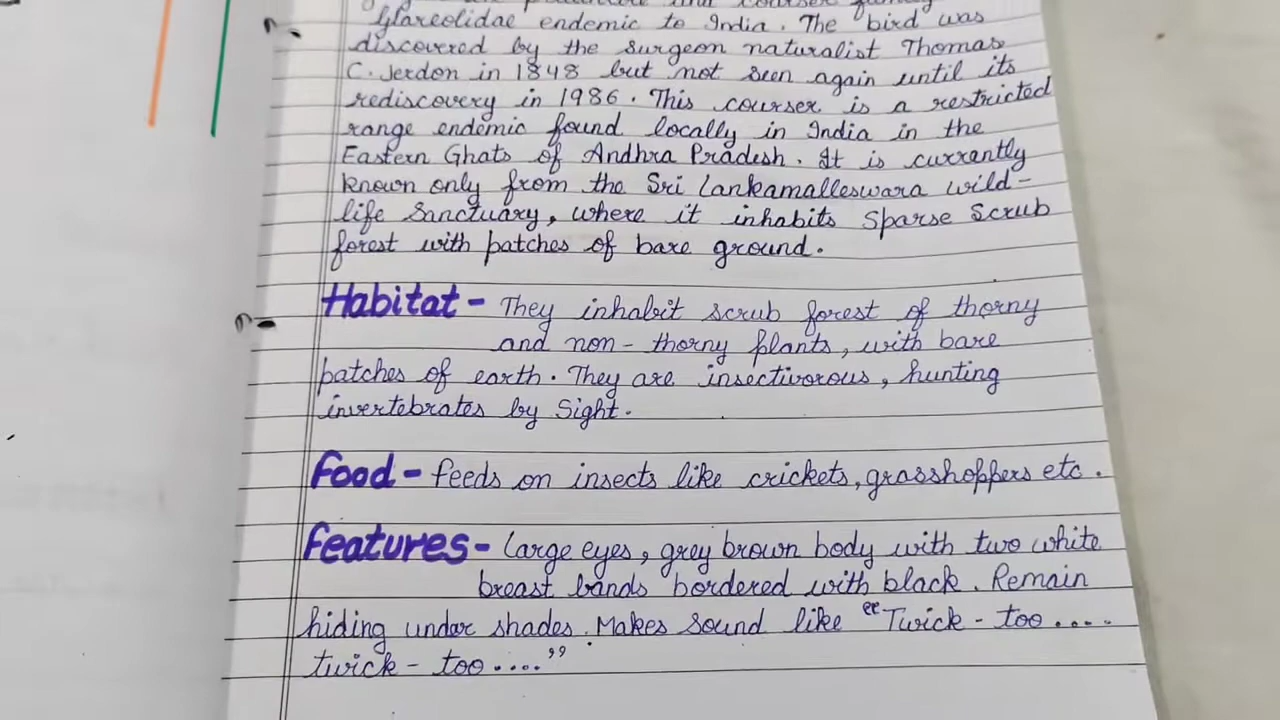 Glareolidae endemic to India. The bird was
discovered by the surgeon naturalist Thomas
C. Jerdon in 1848 but not seen again until its
rediscovery in 1986. This courser is a restricted
range endemic found locally in India in the
Eastern Ghats of Andhra Pradesh. It is currently
known only from the Sri Lankamalleswara wild-
life Sanctuary, where it inhabits sparse scrub
forest with patches of bare ground.
Habitat - They inhabit scrub forest of thorny
and non - thorny plants, with bare
patches of earth. They are insectivorous, hunting
invertebrates by sight.
Food - Feeds on insects like crickets, grasshoppers etc.
Features - Large eyes, grey brown body with two white
breast bands bordered with black. Remain
hiding under shades. Makes sound like "Twick - too ....
twick - too ...."